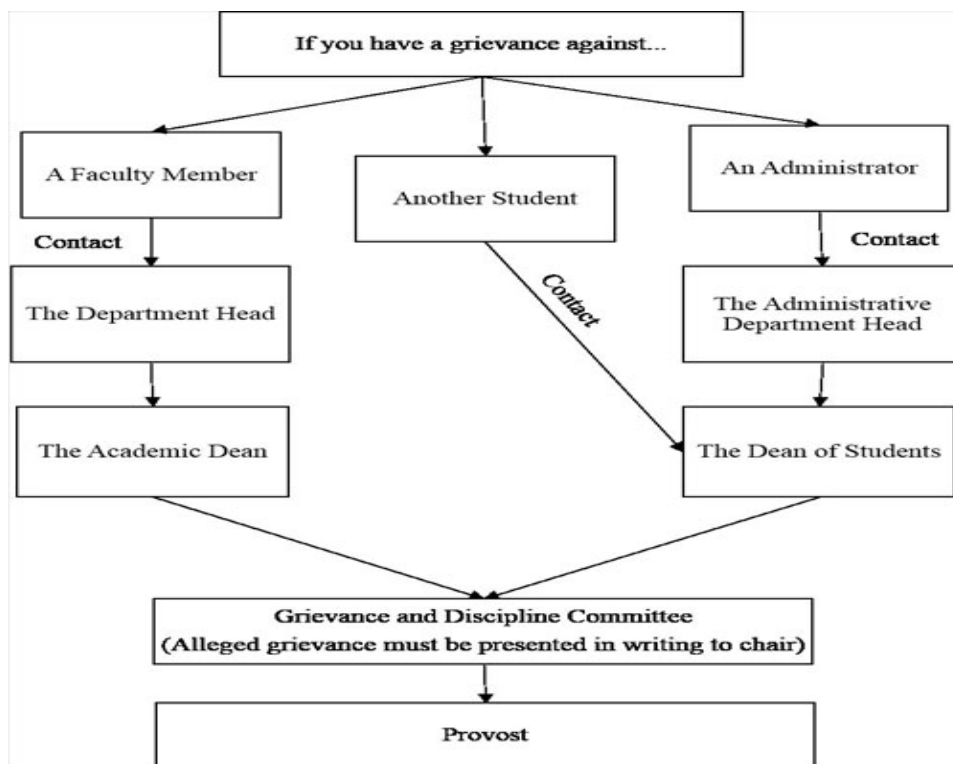 If you have a grievance against...
A Faculty Member
Another Student
An Administrator
Contact
Contact
Contact
The Department Head
The Administrative
Department Head
The Academic Dean
The Dean of Students
Grievance and Discipline Committee
(Alleged grievance must be presented in writing to chair)
Provost